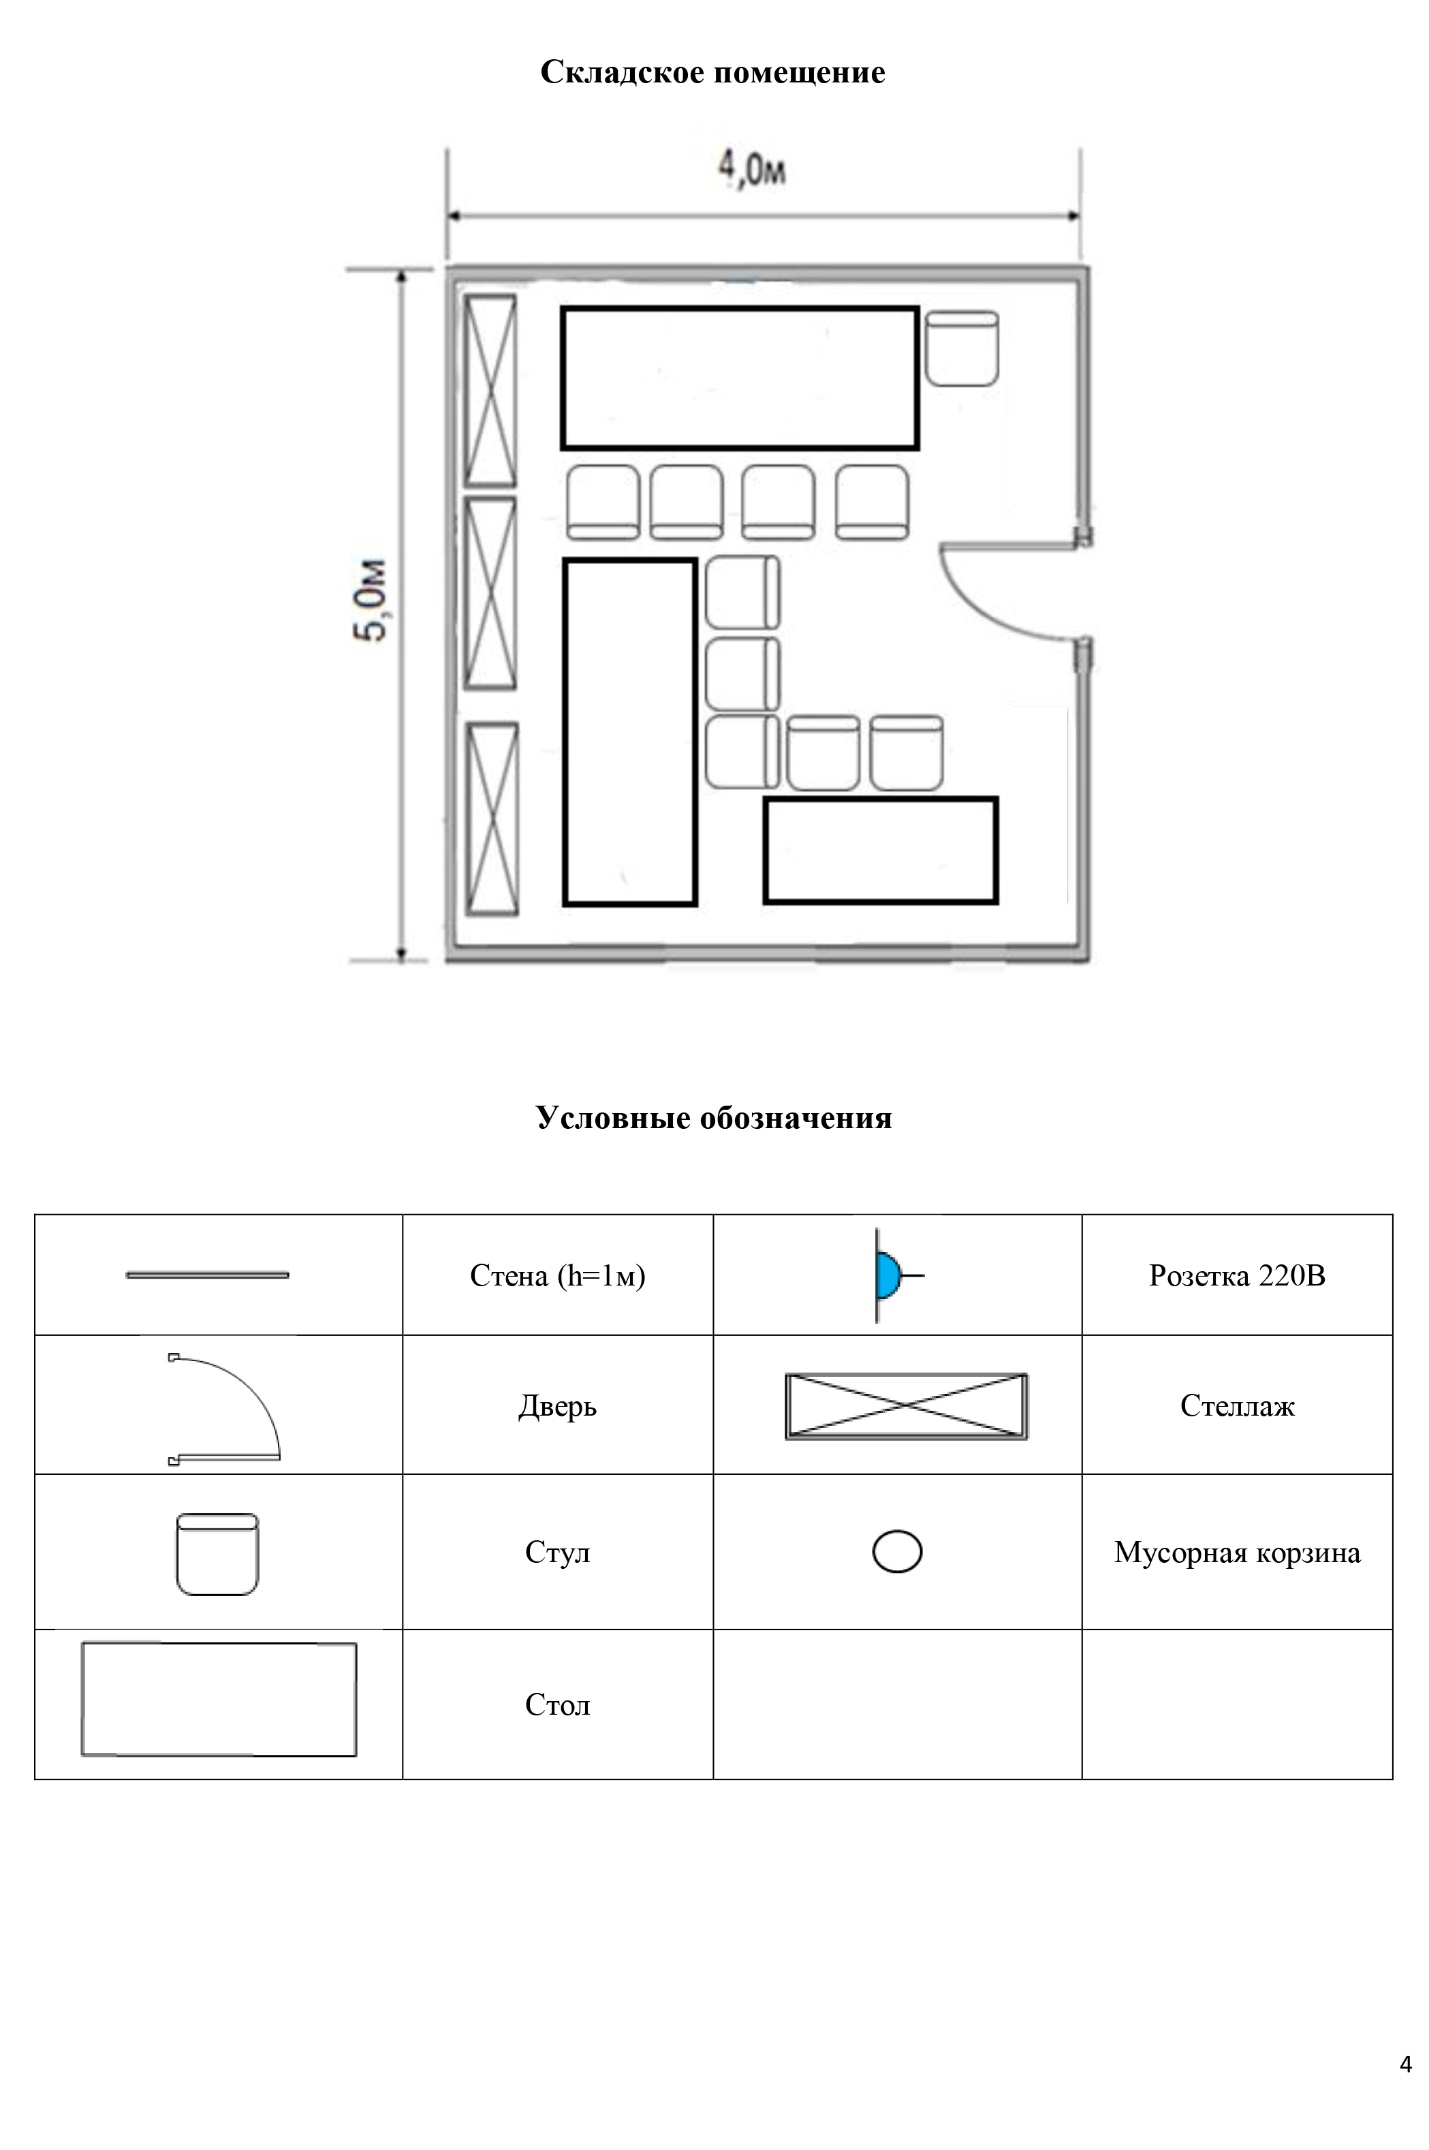 Складское помещение
4,0м
5,0м
Условные обозначения
Стена (h=1м)
Розетка 220В
Дверь
Стеллаж
Стул
Мусорная корзина
Стол
4